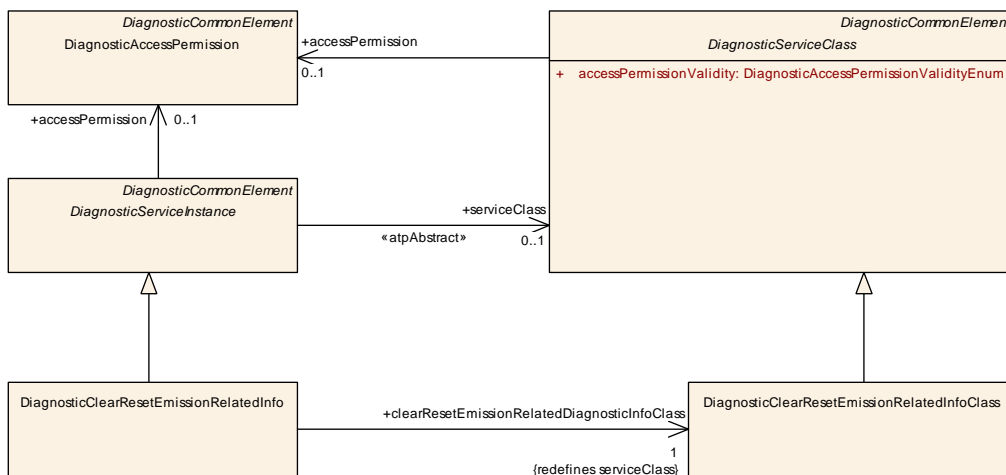 DiagnosticCommonElement
DiagnosticAccessPermission
+accessPermission
0..1
DiagnosticCommonElement
DiagnosticServiceClass
+ accessPermissionValidity: DiagnosticAccessPermissionValidityEnum
+accessPermission
0..1
DiagnosticCommonElement
DiagnosticServiceInstance
+serviceClass
«atpAbstract»
0..1
DiagnosticClearResetEmissionRelatedInfo
+clearResetEmissionRelatedDiagnosticInfoClass
1
{redefines serviceClass}
DiagnosticClearResetEmissionRelatedInfoClass